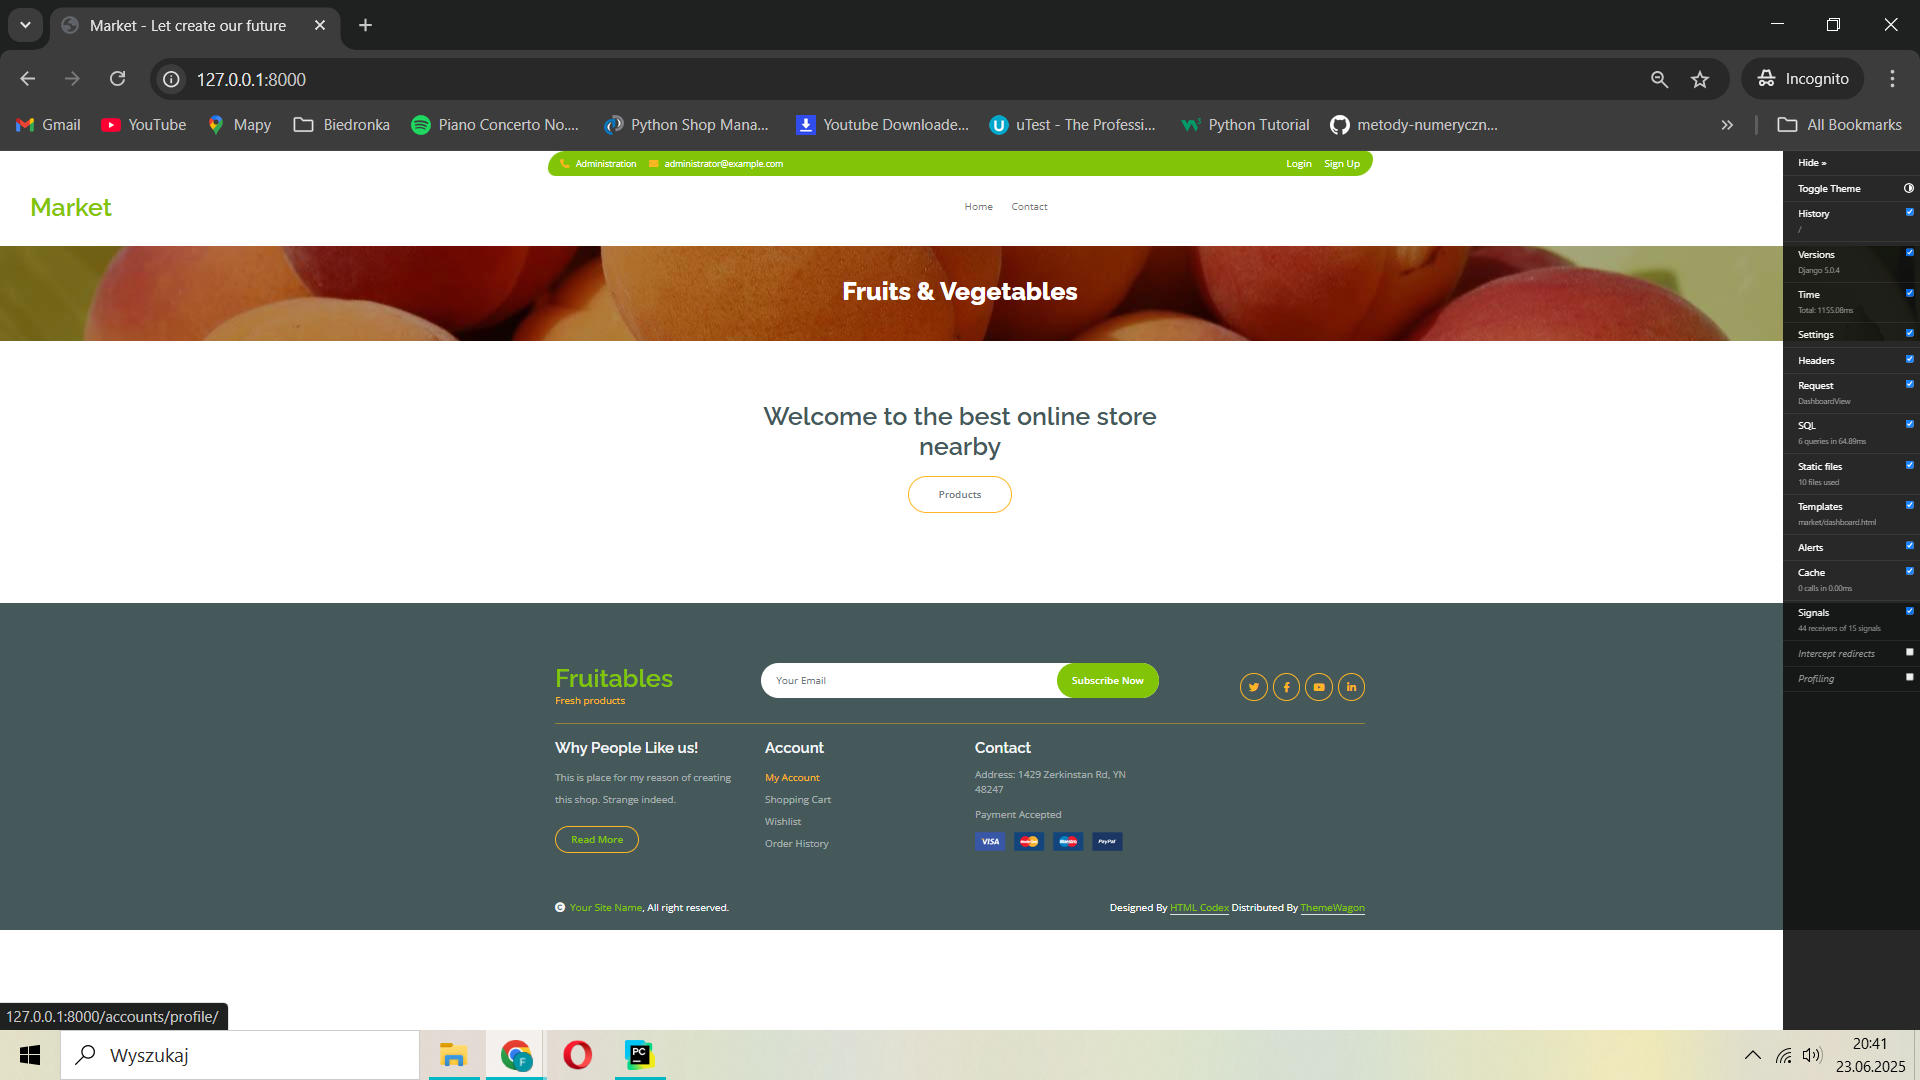 Market - Let create our future
127.0.0.1:8000
Incognito
Gmail
YouTube
Mapy
Biedronka
Piano Concerto No....
Python Shop Mana...
Youtube Downloade...
uTest - The Professi...
Python Tutorial
metody-numeryczn...
All Bookmarks
Administration administrator@example.com Login Sign Up
Market
Home Contact
Fruits & Vegetables
Welcome to the best online store
nearby
Products
Hide »
Toggle Theme
History
/
Versions
Django 5.0.4
Time
Total: 1155.08ms
Settings
Headers
Request
DashboardView
SQL
6 queries in 64.89ms
Static files
10 files used
Templates
market/dashboard.html
Alerts
Cache
0 calls in 0.00ms
Signals
44 receivers of 15 signals
Intercept redirects
Profiling
Fruitables
Fresh products
Your Email
Subscribe Now
Why People Like us!
This is place for my reason of creating
this shop. Strange indeed.
Read More
Account
My Account
Shopping Cart
Wishlist
Order History
Contact
Address: 1429 Zerkinstan Rd, YN
48247
Payment Accepted
VISA MasterCard Maestro PayPal
Your Site Name, All right reserved.
Designed By HTML Codex Distributed By ThemeWagon
127.0.0.1:8000/accounts/profile/
Wyszukaj
F
PC
20:41
23.06.2025